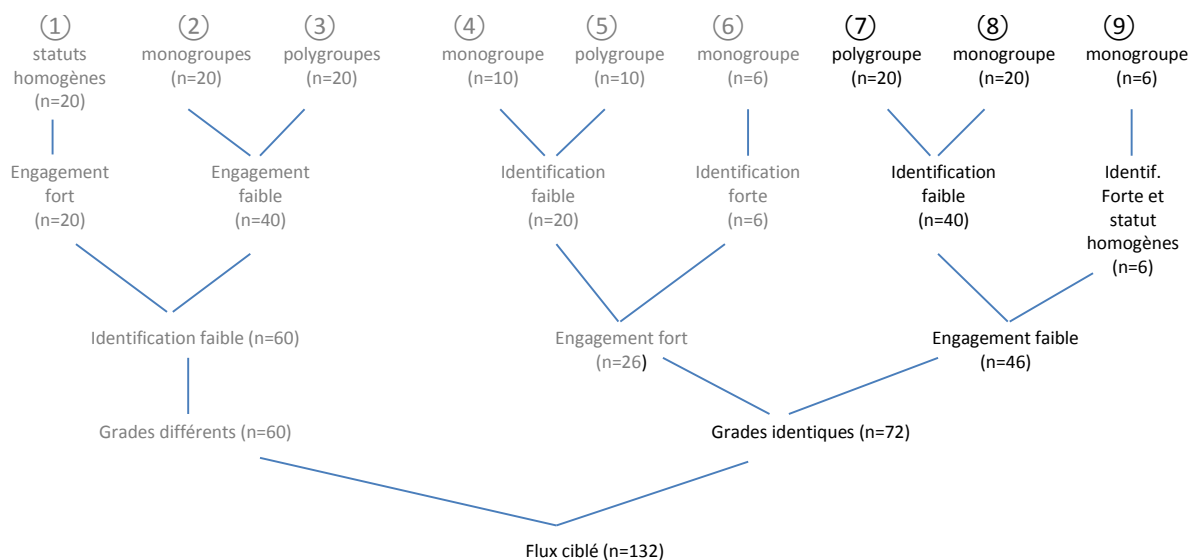 1 2 3 4 5 6 7 8 9
statuts monogroupes polygroupes monogroupe polygroupe monogroupe polygroupe monogroupe monogroupe
homogènes (n=20) (n=20) (n=10) (n=10) (n=6) (n=20) (n=20) (n=6)
(n=20)
Engagement Engagement Identification Identification Identification Identif.
fort faible faible forte faible Forte et
(n=20) (n=40) (n=20) (n=6) (n=40) statut
homogènes
(n=6)
Identification faible (n=60) Engagement fort Engagement faible
(n=26) (n=46)
Grades différents (n=60) Grades identiques (n=72)
Flux ciblé (n=132)